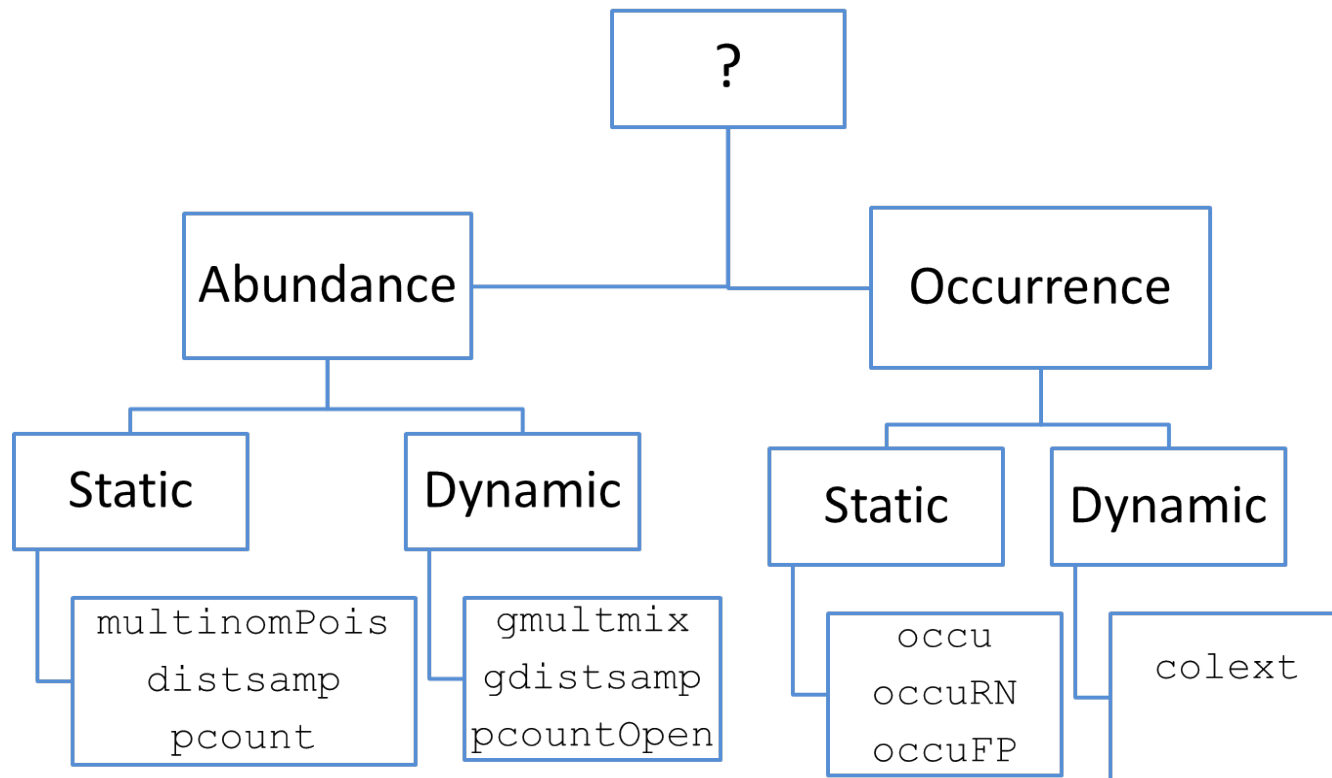 ?
Abundance
Occurrence
Static
Dynamic
Static
Dynamic
multinomPois
distsamp
pcount
gmultmix
gdistsamp
pcountOpen
occu
occuRN
occuFP
colext